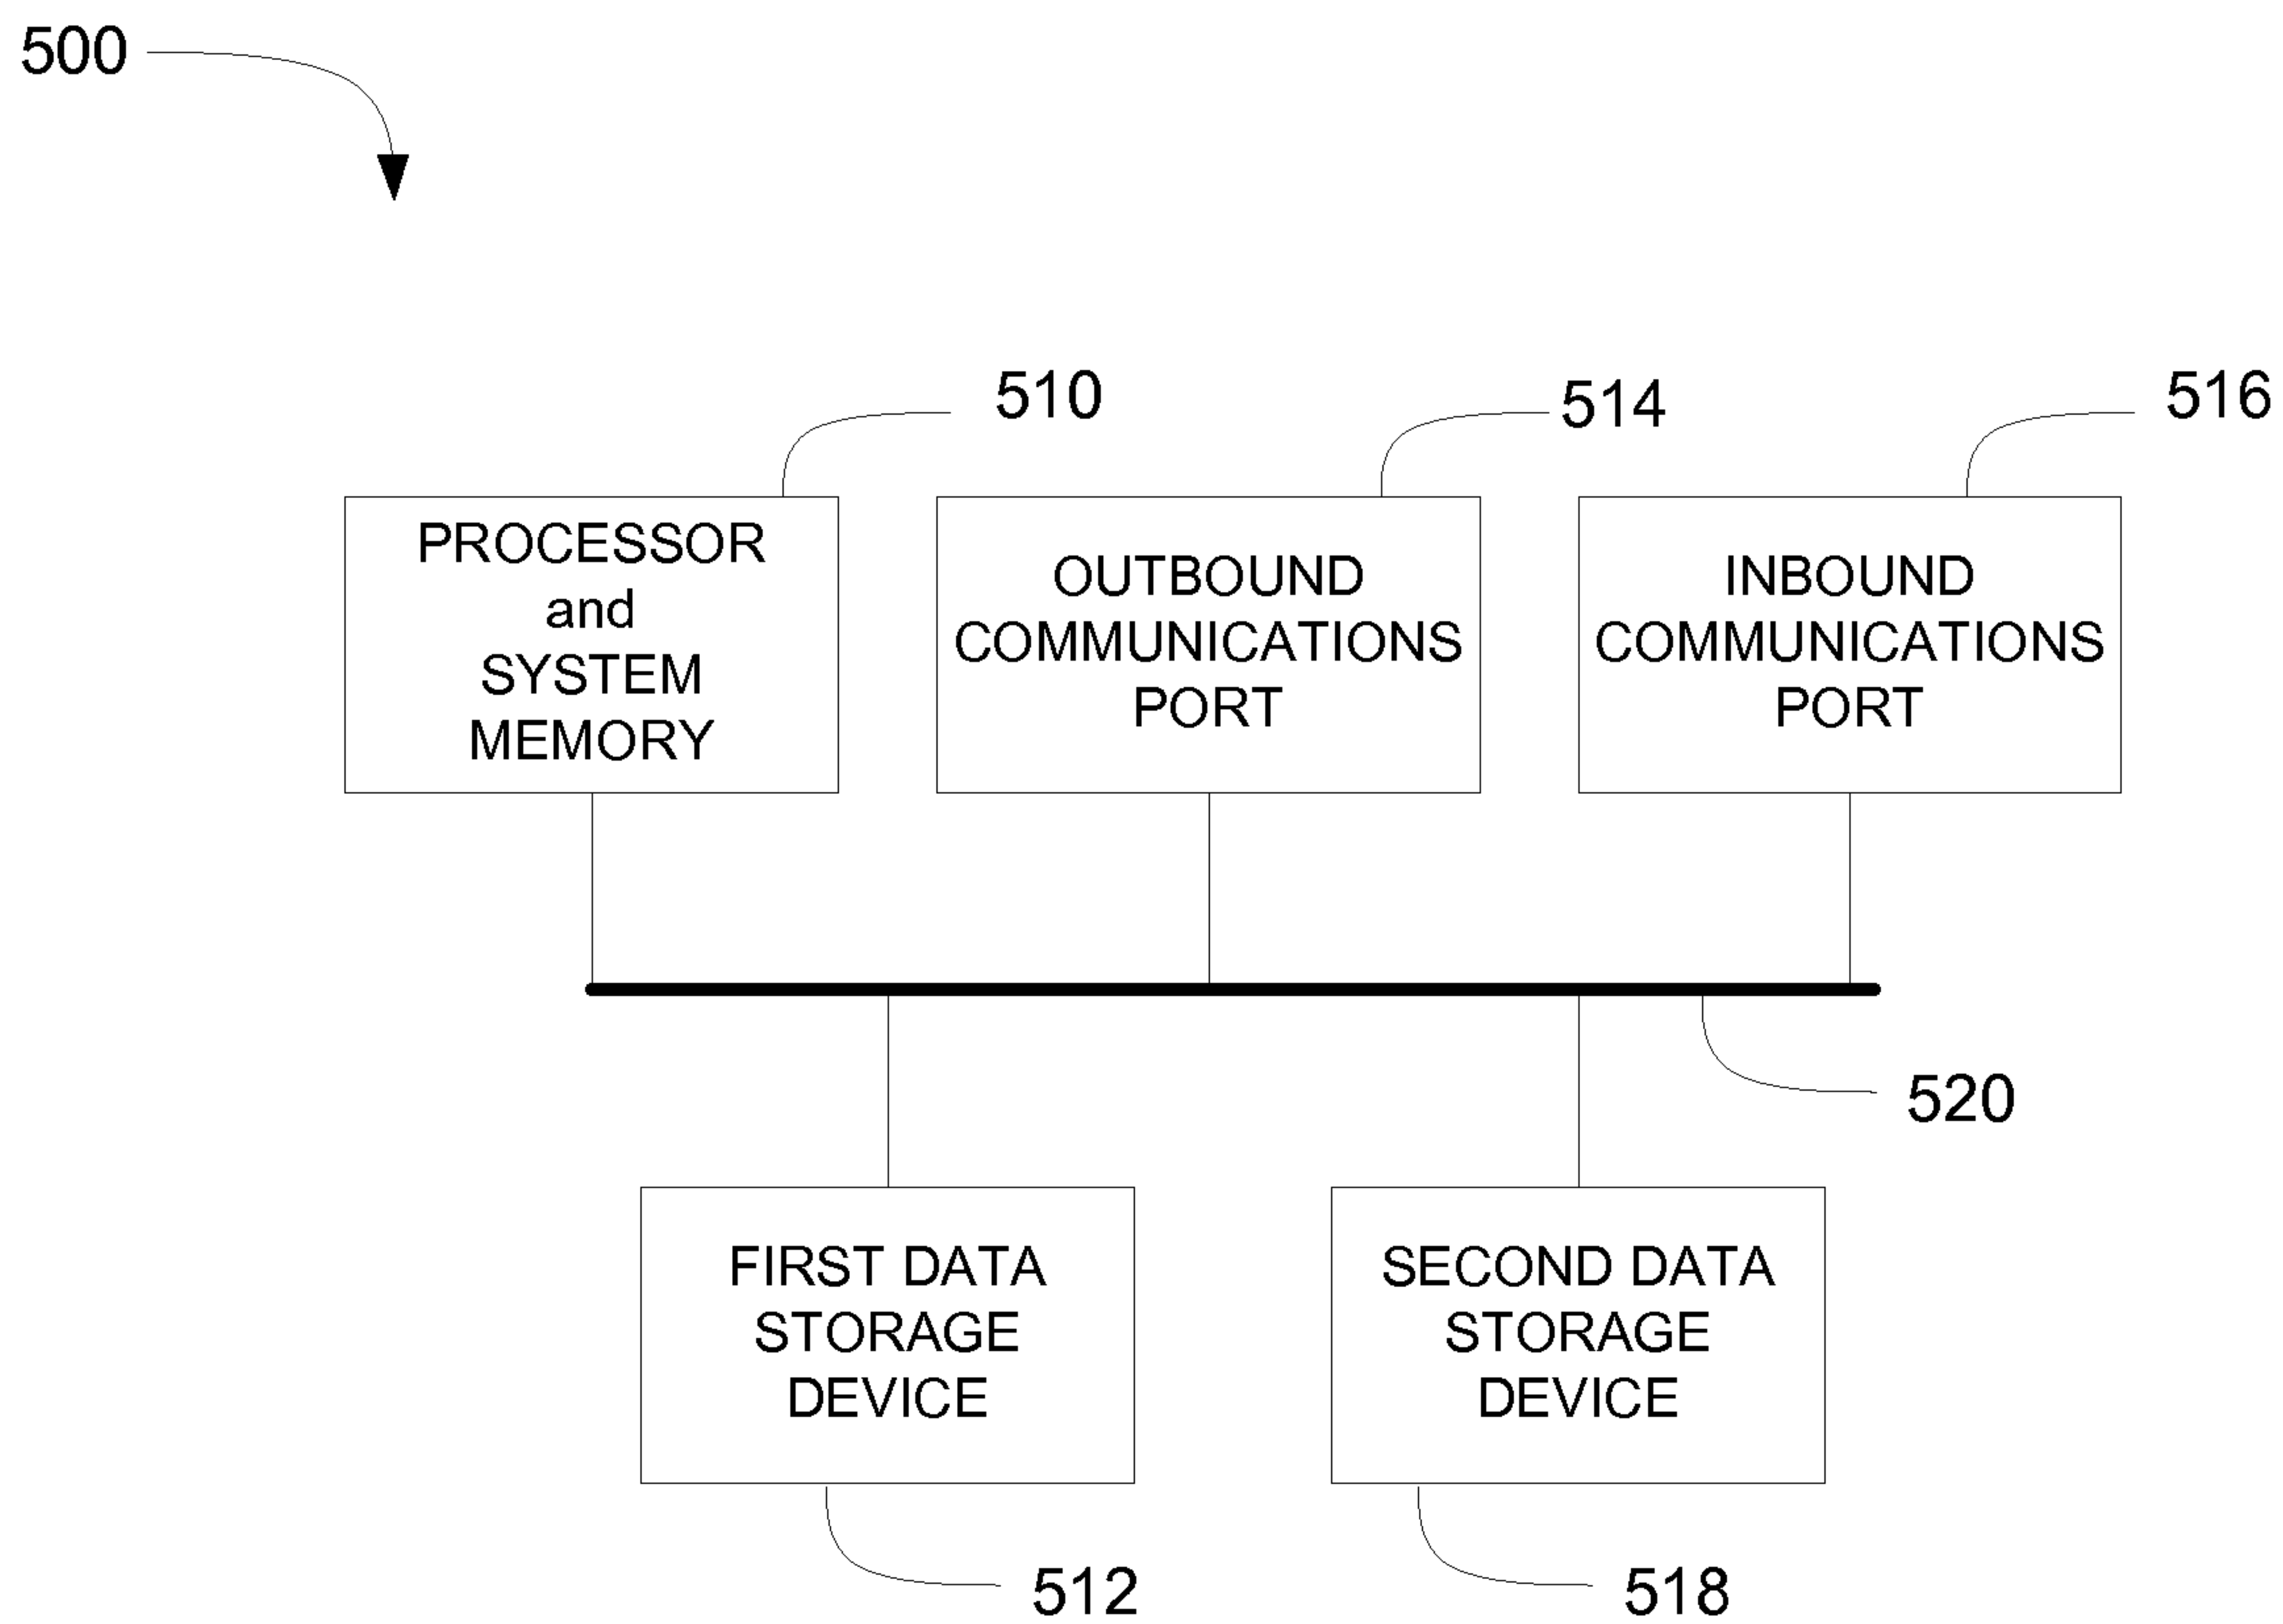 500
510
514
516
PROCESSOR
and
SYSTEM
MEMORY
OUTBOUND
COMMUNICATIONS
PORT
INBOUND
COMMUNICATIONS
PORT
520
FIRST DATA
STORAGE
DEVICE
SECOND DATA
STORAGE
DEVICE
512
518